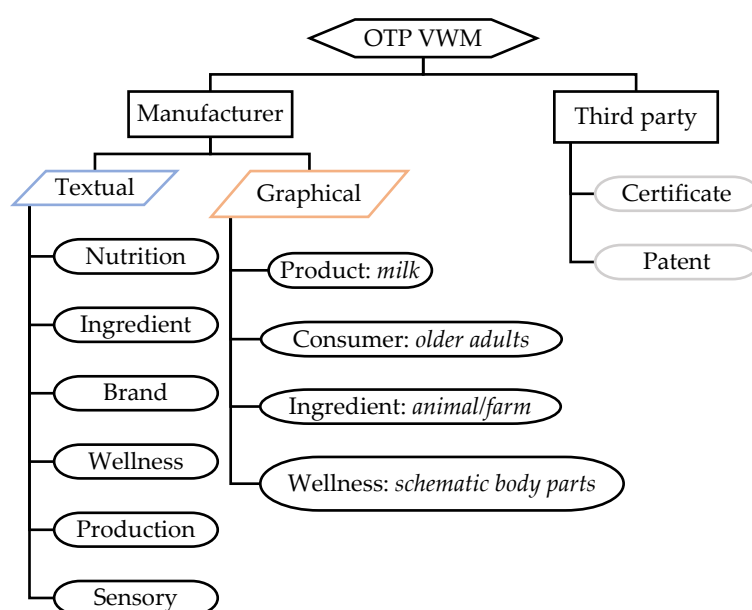 OTP VWM
Manufacturer
Third party
Textual
Graphical
Certificate
Patent
Nutrition
Ingredient
Brand
Wellness
Production
Sensory
Product: milk
Consumer: older adults
Ingredient: animal/farm
Wellness: schematic body parts